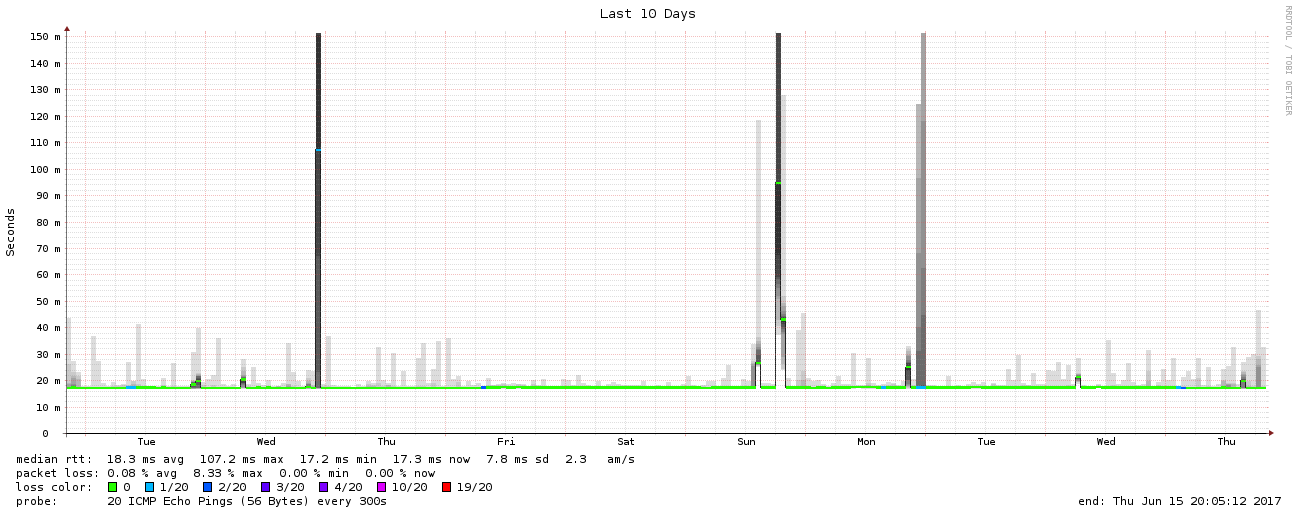 Last 10 Days
RRDTOOL / TOBI OETIKER
Seconds
150 m
140 m
130 m
120 m
110 m
100 m
90 m
80 m
70 m
60 m
50 m
40 m
30 m
20 m
10 m
0
Tue Wed Thu Fri Sat Sun Mon Tue Wed Thu
median rtt: 18.3 ms avg 107.2 ms max 17.2 ms min 17.3 ms now 7.8 ms sd 2.3 am/s
packet loss: 0.08 % avg 8.33 % max 0.00 % min 0.00 % now
loss color: 0 1/20 2/20 3/20 4/20 10/20 19/20
probe: 20 ICMP Echo Pings (56 Bytes) every 300s end: Thu Jun 15 20:05:12 2017